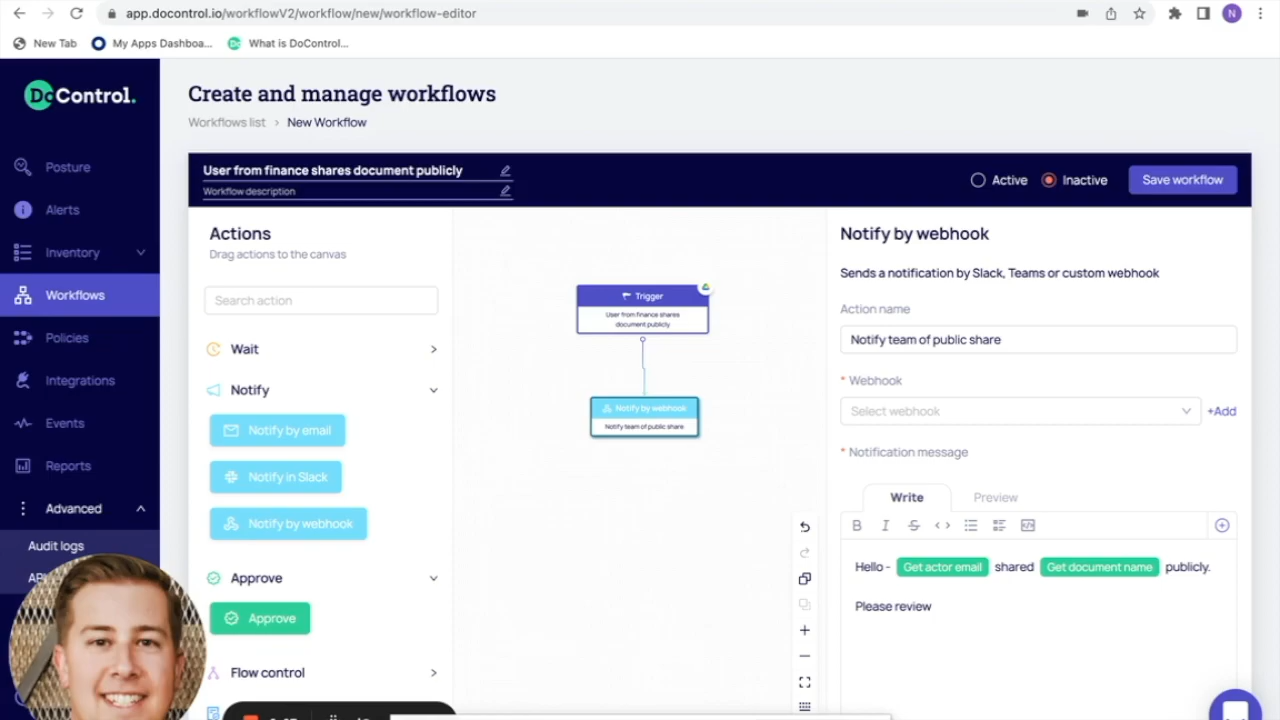 app.docontrol.io/workflowV2/workflow/new/workflow-editor
N
New Tab
My Apps Dashboa...
What is DoControl...
DoControl.
Posture
Alerts
Inventory
Workflows
Policies
Integrations
Events
Reports
Advanced
Audit logs
Create and manage workflows
Workflows list > New Workflow
User from finance shares document publicly
Workflow description
Active
Inactive
Save workflow
Actions
Drag actions to the canvas
Search action
Wait
Notify
Notify by email
Notify in Slack
Notify by webhook
Approve
Approve
Flow control
Trigger
User from finance shares
document publicly
Notify by webhook
Notify team of public share
Notify by webhook
Sends a notification by Slack, Teams or custom webhook
Action name
Notify team of public share
* Webhook
Select webhook
+Add
* Notification message
Write
Preview
Hello - Get actor email shared Get document name publicly.
Please review